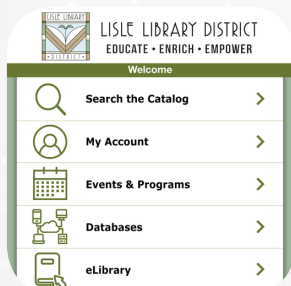 LISLE LIBRARY
• DISTRICT •
LISLE LIBRARY DISTRICT
EDUCATE • ENRICH • EMPOWER
Welcome
Search the Catalog
My Account
Events & Programs
Databases
eLibrary